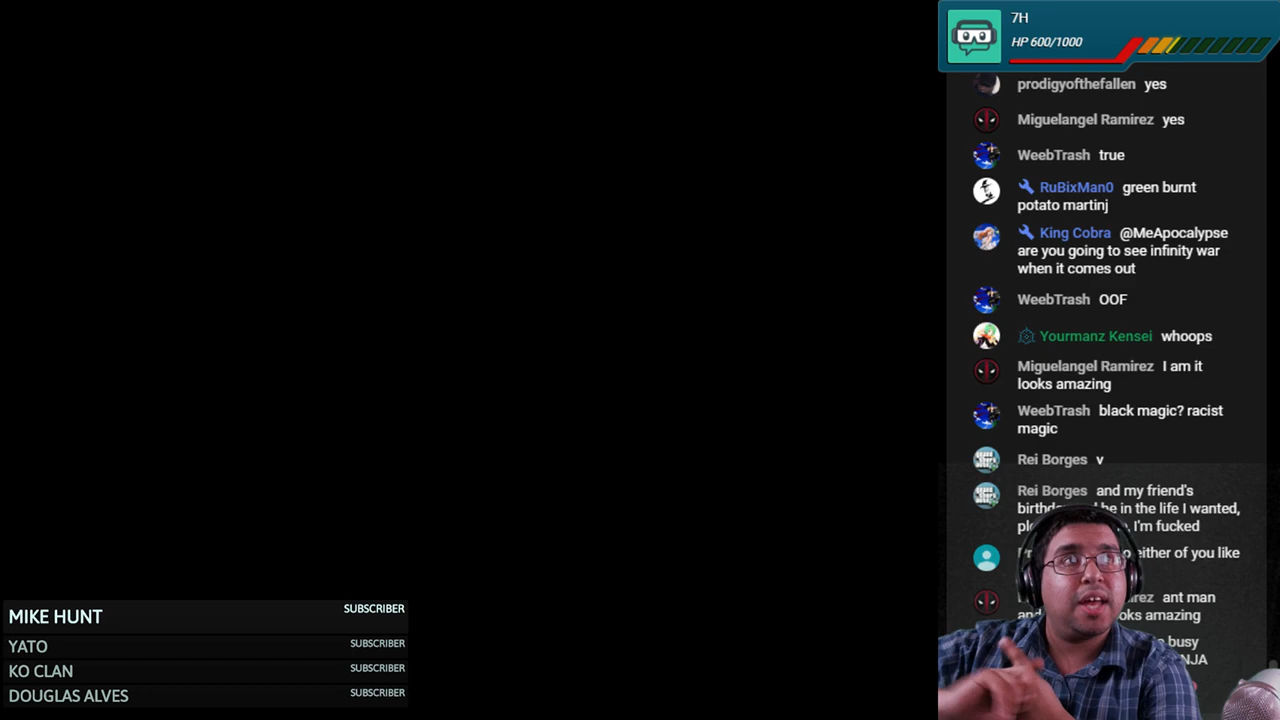 7H
HP 600/1000
prodigyofthefallen yes
Miguelangel Ramirez yes
WeebTrash true
RuBixMan0 green burnt
potato martinj
King Cobra @MeApocalypse
are you going to see infinity war
when it comes out
WeebTrash OOF
Yourmanz Kensei whoops
Miguelangel Ramirez I am it
looks amazing
WeebTrash black magic? racist
magic
Rei Borges v
Rei Borges and my friend's
be in the life I wanted,
I'm fucked
either of you like
ant man
amazing
busy
MIKE HUNT SUBSCRIBER
YATO SUBSCRIBER
KO CLAN SUBSCRIBER
DOUGLAS ALVES SUBSCRIBER